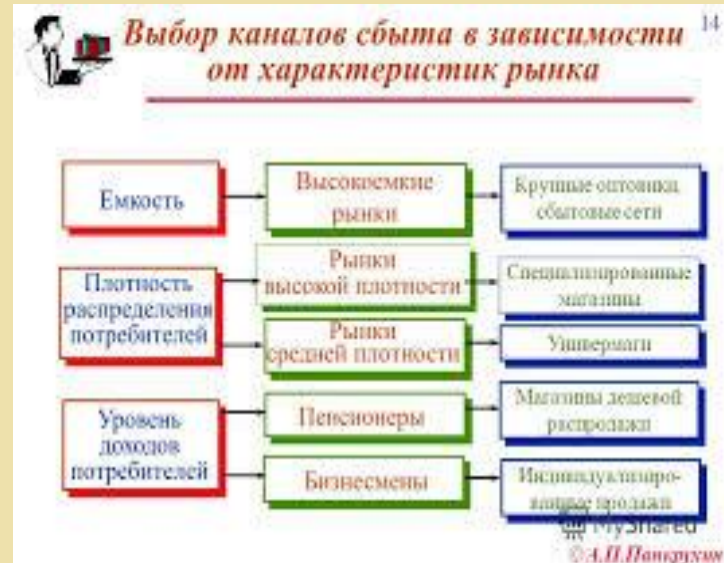 Выбор каналов сбыта в зависимости
14
от характеристик рынка
Емкость
Высокоемкие
рынки
Крупные оптовики,
сбытовые сети
Плотность
распределения
потребителей
Рынки
высокой плотности
Специализированные
магазины
Рынки
средней плотности
Универмаги
Уровень
доходов
потребителей
Пенсионеры
Магазины дешевой
распродажи
Бизнесмены
Индивидуализиро-
ванные продажи
MyShared
©А.П.Панкрухин